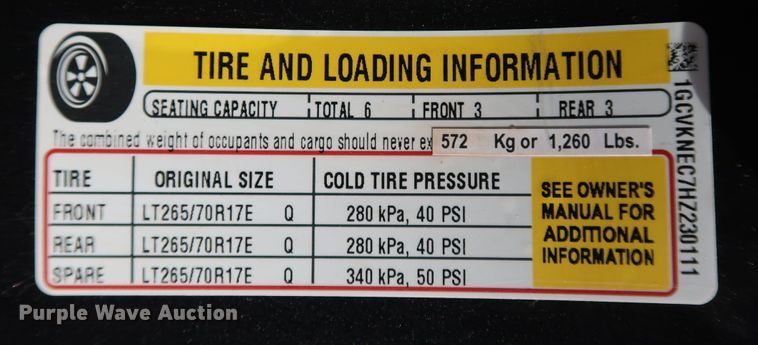 TIRE AND LOADING INFORMATION
SEATING CAPACITY TOTAL 6 FRONT 3 REAR 3
The combined weight of occupants and cargo should never ex 572 Kg or 1,260 Lbs.
TIRE ORIGINAL SIZE COLD TIRE PRESSURE
FRONT LT265/70R17E Q 280 kPa, 40 PSI
REAR LT265/70R17E Q 280 kPa, 40 PSI
SPARE LT265/70R17E Q 340 kPa, 50 PSI
SEE OWNER'S
MANUAL FOR
ADDITIONAL
INFORMATION
1GCVKNEC7HZ230111
Purple Wave Auction